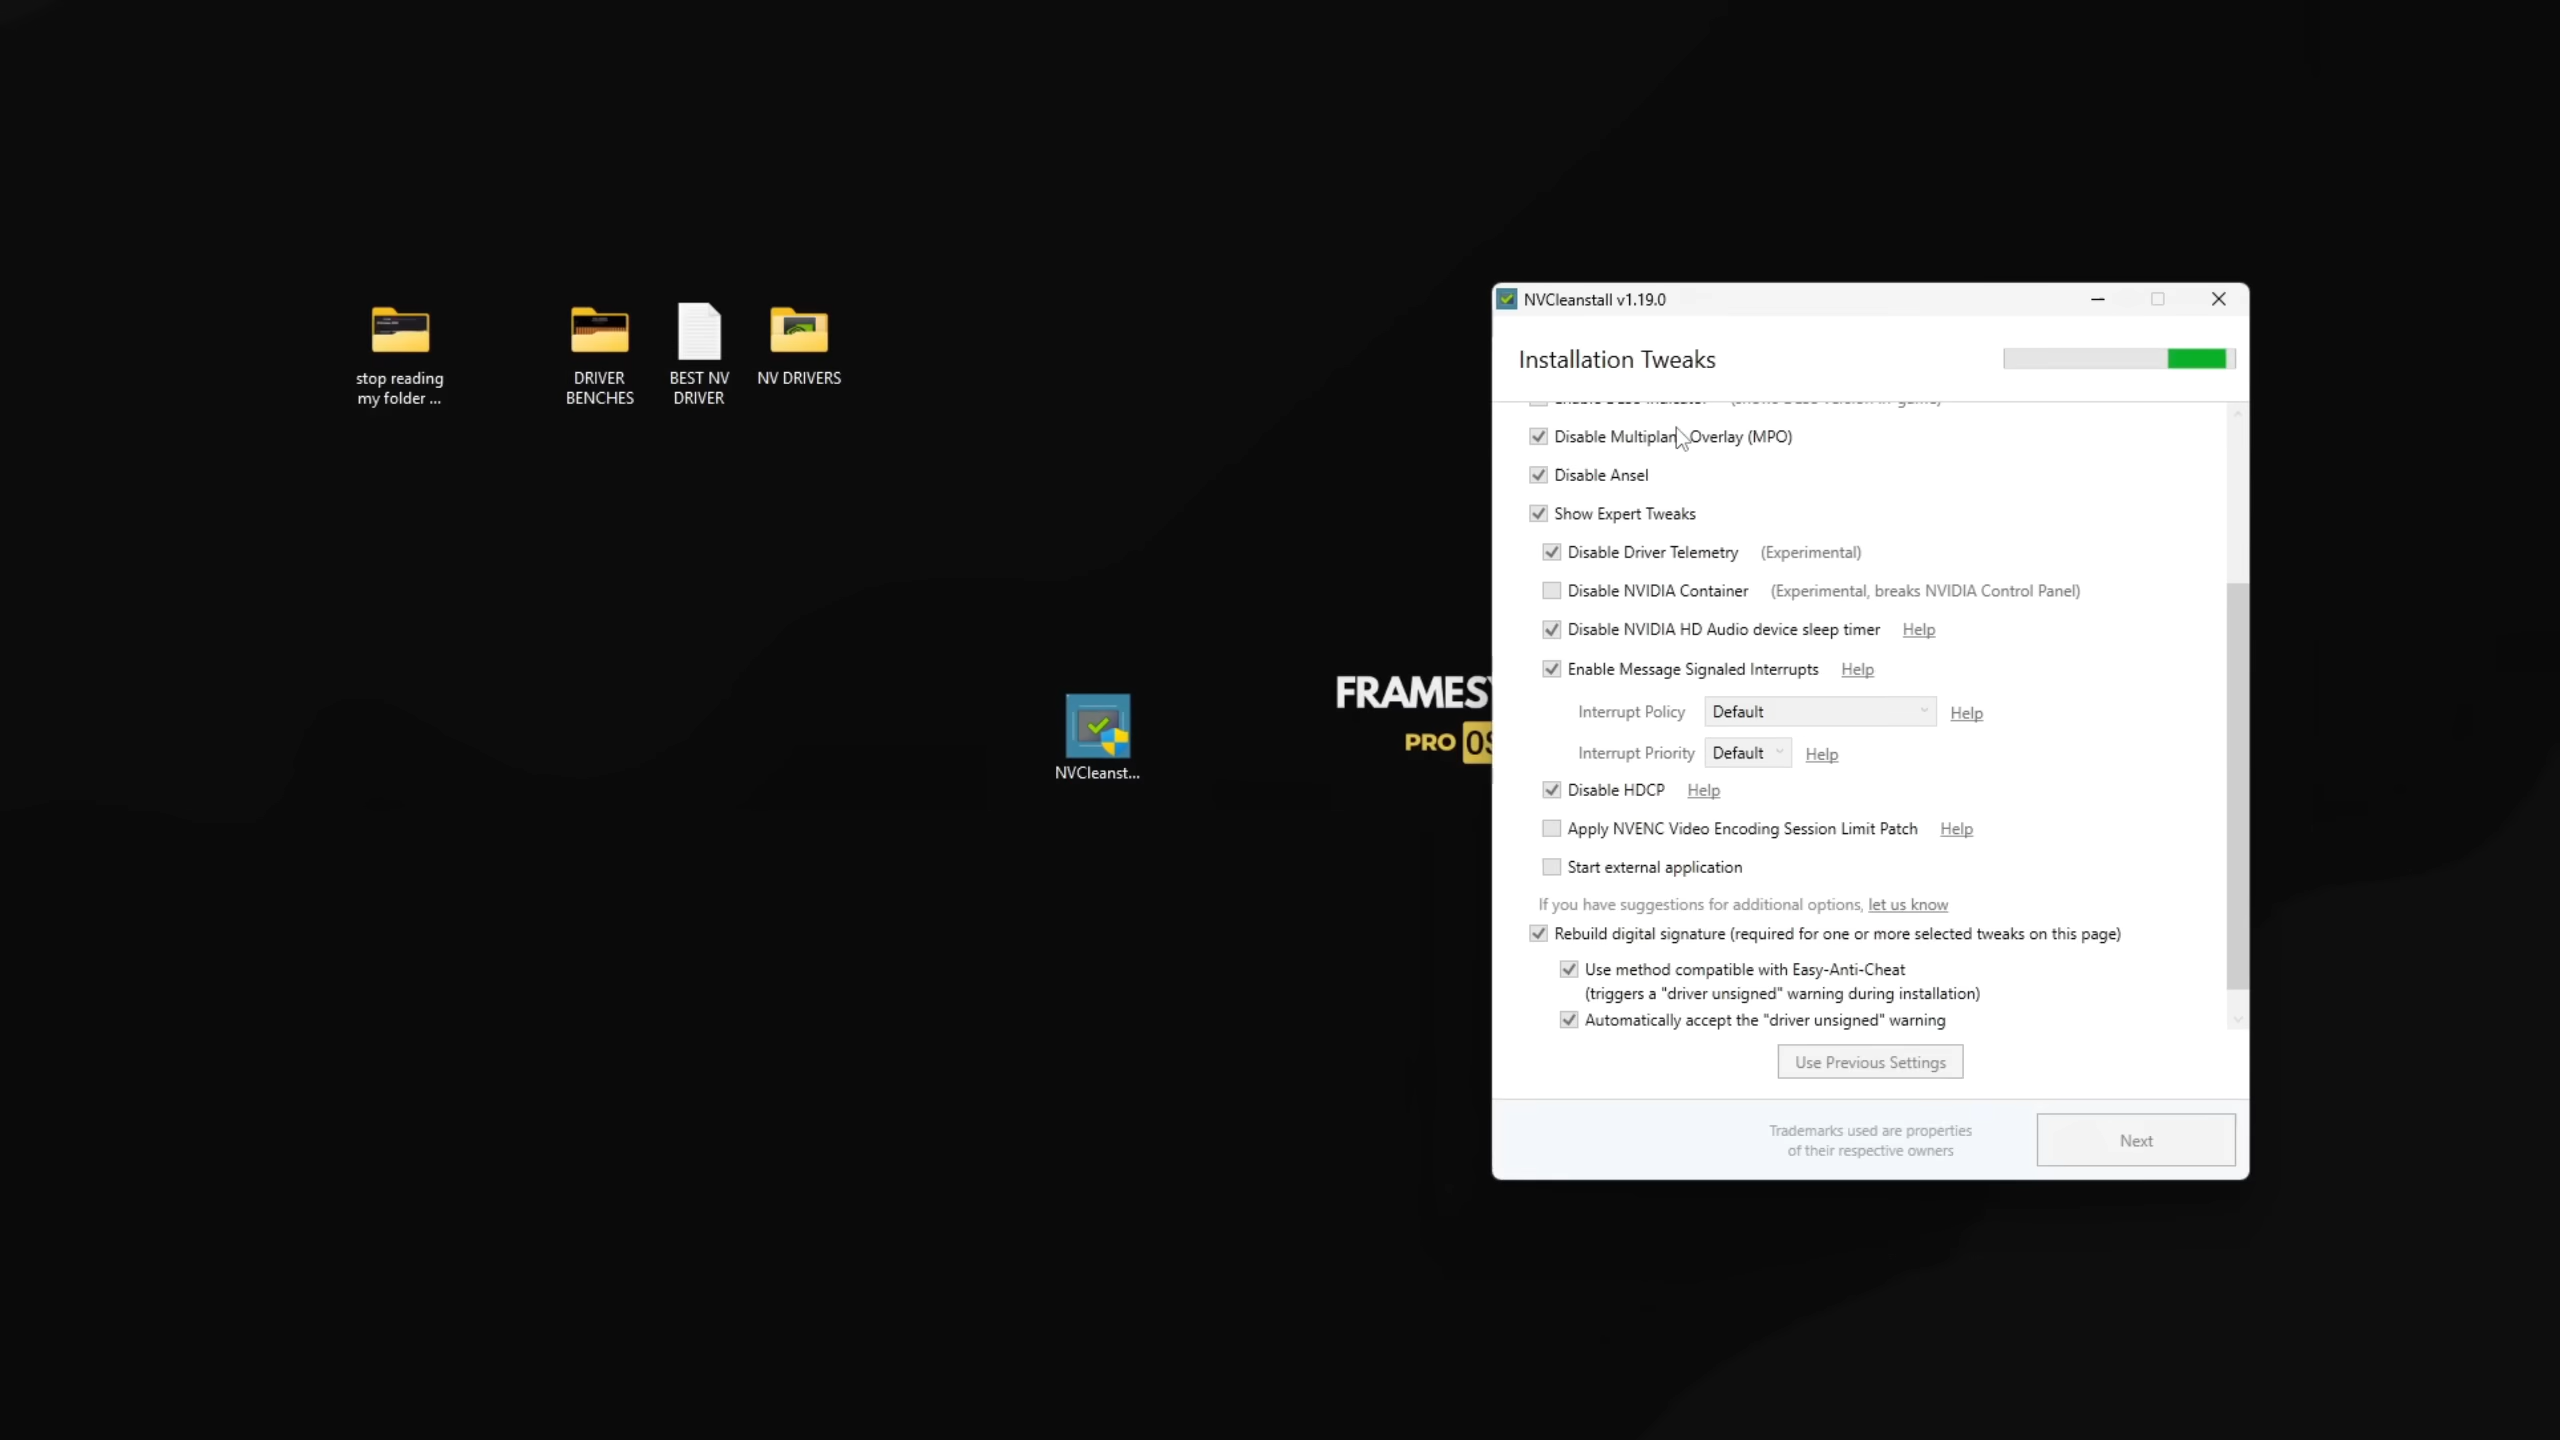 stop reading
my folder ...
DRIVER
BENCHES
BEST NV
DRIVER
NV DRIVERS
NVCleanst...
FRAMES
PRO OS
NVCleanstall v1.19.0
Installation Tweaks
Disable Multiplan Overlay (MPO)
Disable Ansel
Show Expert Tweaks
Disable Driver Telemetry (Experimental)
Disable NVIDIA Container (Experimental, breaks NVIDIA Control Panel)
Disable NVIDIA HD Audio device sleep timer Help
Enable Message Signaled Interrupts Help
Interrupt Policy Default Help
Interrupt Priority Default Help
Disable HDCP Help
Apply NVENC Video Encoding Session Limit Patch Help
Start external application
If you have suggestions for additional options, let us know
Rebuild digital signature (required for one or more selected tweaks on this page)
Use method compatible with Easy-Anti-Cheat
(triggers a "driver unsigned" warning during installation)
Automatically accept the "driver unsigned" warning
Use Previous Settings
Trademarks used are properties
of their respective owners
Next